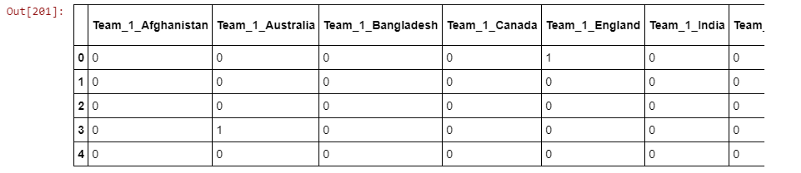 Out[201]:
Team_1_Afghanistan Team_1_Australia Team_1_Bangladesh Team_1_Canada Team_1_England Team_1_India Team_
0 0 0 0 0 1 0 0
1 0 0 0 0 0 0 0
2 0 0 0 0 0 0 0
3 0 1 0 0 0 0 0
4 0 0 0 0 0 0 0